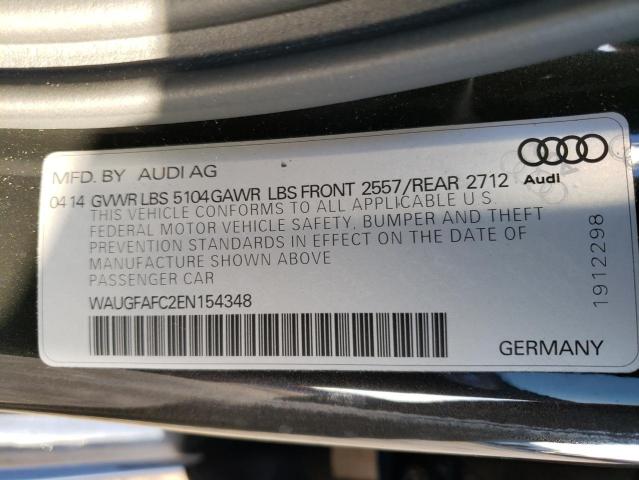 MFD. BY AUDI AG
04 14 GVWR LBS 5104 GAWR LBS FRONT 2557/REAR 2712
THIS VEHICLE CONFORMS TO ALL APPLICABLE U.S.
FEDERAL MOTOR VEHICLE SAFETY, BUMPER AND THEFT
PREVENTION STANDARDS IN EFFECT ON THE DATE OF
MANUFACTURE SHOWN ABOVE
PASSENGER CAR
WAUGFAFC2EN154348
Audi
1912298
GERMANY